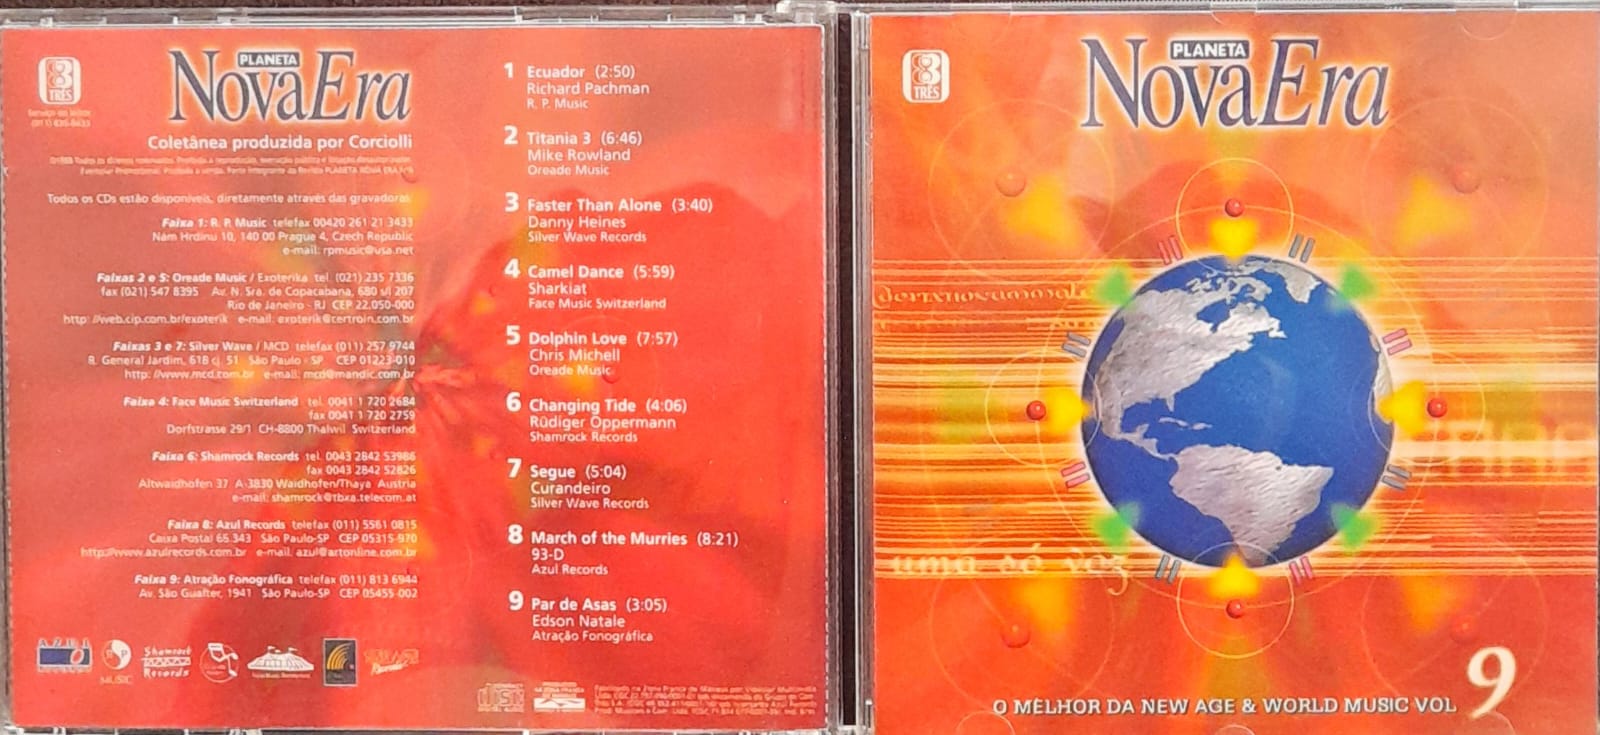 8
TRÊS
PLANETA
NovaEra
Coletânea produzida por Corciolli
Todos os CDs estão disponíveis, diretamente através das gravadoras:
Faixa 1: R. P. Music telefax 00420 261 21 3433
Nám Hrdinu 10, 140 00 Prague 4, Czech Republic
e-mail: rpmusic@usa.net
Faixas 2 e 5: Oreade Music / Exoterika tel. (021) 235 7336
fax (021) 547 8395 Av. N. Sra. de Copacabana, 680 s/l 207
Rio de Janeiro - RJ CEP 22.050-000
http: //web.cip.com.br/exoterik e-mail: exoterik@certroin.com.br
Faixas 3 e 7: Silver Wave / MCD telefax (011) 257 9744
R. General Jardim, 618 cj. 51 São Paulo - SP CEP 01223-010
http: //www.mcd.com.br e-mail: mcd@mandic.com.br
Faixa 4: Face Music Switzerland tel. 0041 1 720 2684
fax 0041 1 720 2759
Dorfstrasse 29/1 CH-8800 Thalwil Switzerland
Faixa 6: Shamrock Records tel. 0043 2842 53986
fax 0043 2842 52826
Altwaidhofen 37 A-3830 Waidhofen/Thaya Austria
e-mail: shamrock@tbxa.telecom.at
Faixa 8: Azul Records telefax (011) 5561 0815
Caixa Postal 65.343 São Paulo-SP CEP 05315-970
http://www.azulrecords.com.br e-mail: azul@artonline.com.br
Faixa 9: Atração Fonográfica telefax (011) 813 6944
Av. São Gualter, 1941 São Paulo-SP CEP 05455-002
AZUL
RP
MUSIC
Shamrock
Records
1 Ecuador (2:50)
Richard Pachman
R. P. Music
2 Titania 3 (6:46)
Mike Rowland
Oreade Music
3 Faster Than Alone (3:40)
Danny Heines
Silver Wave Records
4 Camel Dance (5:59)
Sharkiat
Face Music Switzerland
5 Dolphin Love (7:57)
Chris Michell
Oreade Music
6 Changing Tide (4:06)
Rüdiger Oppermann
Shamrock Records
7 Segue (5:04)
Curandeiro
Silver Wave Records
8 March of the Murries (8:21)
93-D
Azul Records
9 Par de Asas (3:05)
Edson Natale
Atração Fonográfica
8
TRÊS
PLANETA
NovaEra
uma só voz
9
O MELHOR DA NEW AGE & WORLD MUSIC VOL